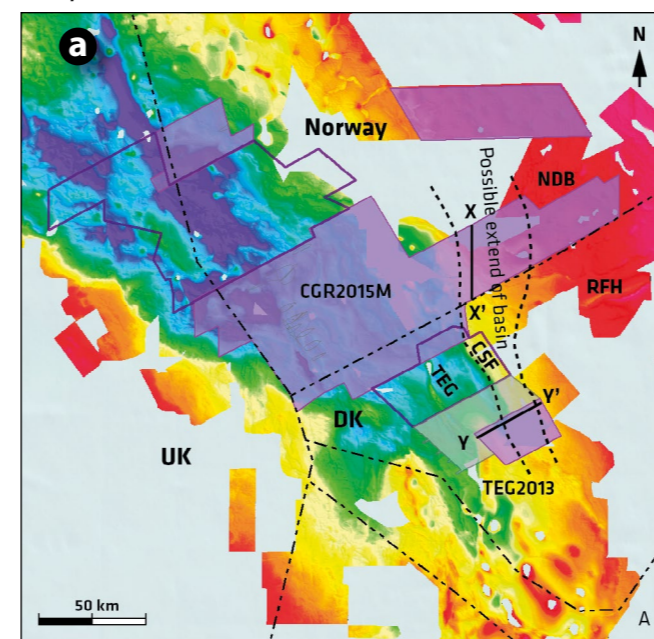 a
N
Norway
Possible extend of basin
NDB
X
CGR2015M
RFH
X'
CSF
TEG
DK
Y'
Y
UK
TEG2013
50 km
A